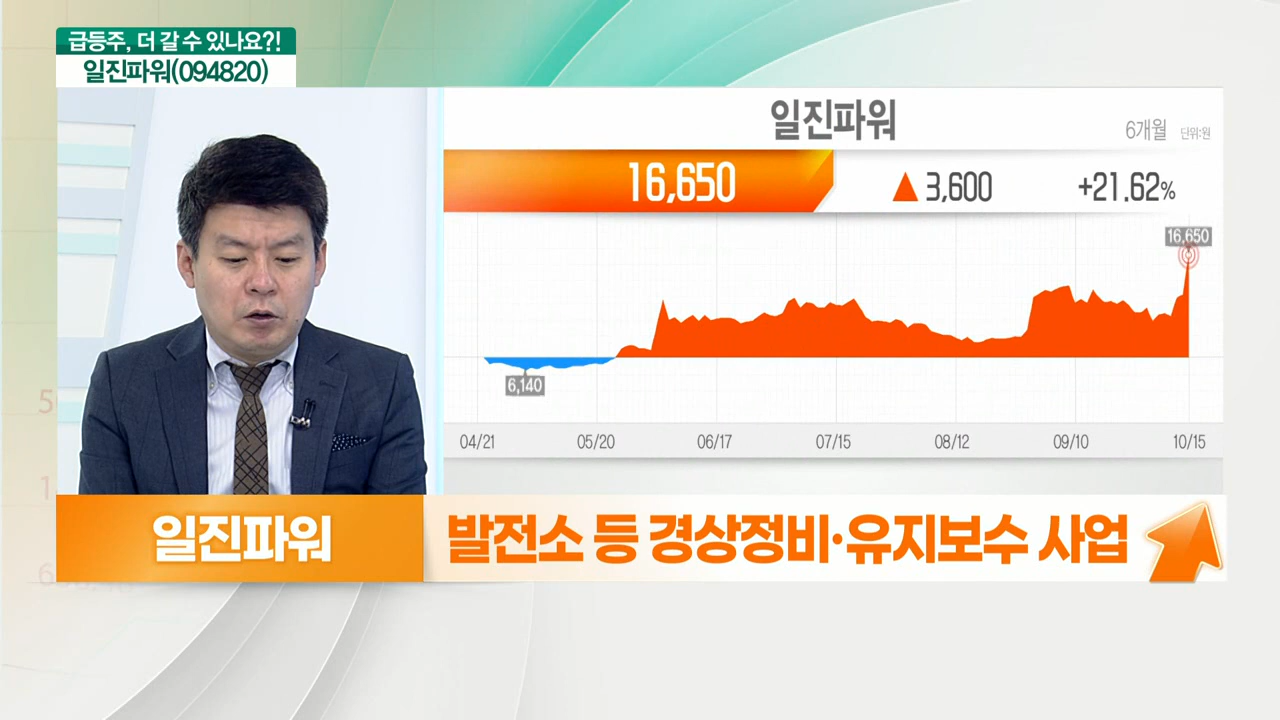 급등주, 더 갈 수 있나요?!
일진파워(094820)
일진파워
6개월 단위:원
16,650 ▲ 3,600 +21.62%
16,650
6,140
04/21 05/20 06/17 07/15 08/12 09/10 10/15
일진파워
발전소 등 경상정비·유지보수 사업